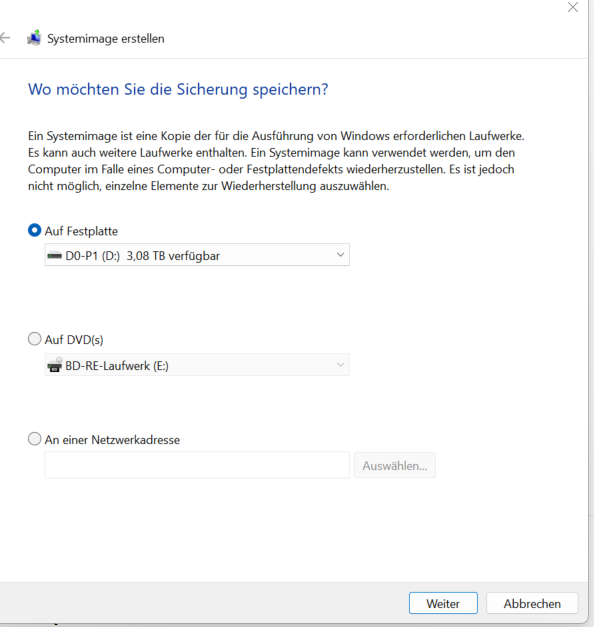 Systemimage erstellen
Wo möchten Sie die Sicherung speichern?
Ein Systemimage ist eine Kopie der für die Ausführung von Windows erforderlichen Laufwerke.
Es kann auch weitere Laufwerke enthalten. Ein Systemimage kann verwendet werden, um den
Computer im Falle eines Computer- oder Festplattendefekts wiederherzustellen. Es ist jedoch
nicht möglich, einzelne Elemente zur Wiederherstellung auszuwählen.
Auf Festplatte
D0-P1 (D:) 3,08 TB verfügbar
Auf DVD(s)
BD-RE-Laufwerk (E:)
An einer Netzwerkadresse
Auswählen...
Weiter
Abbrechen